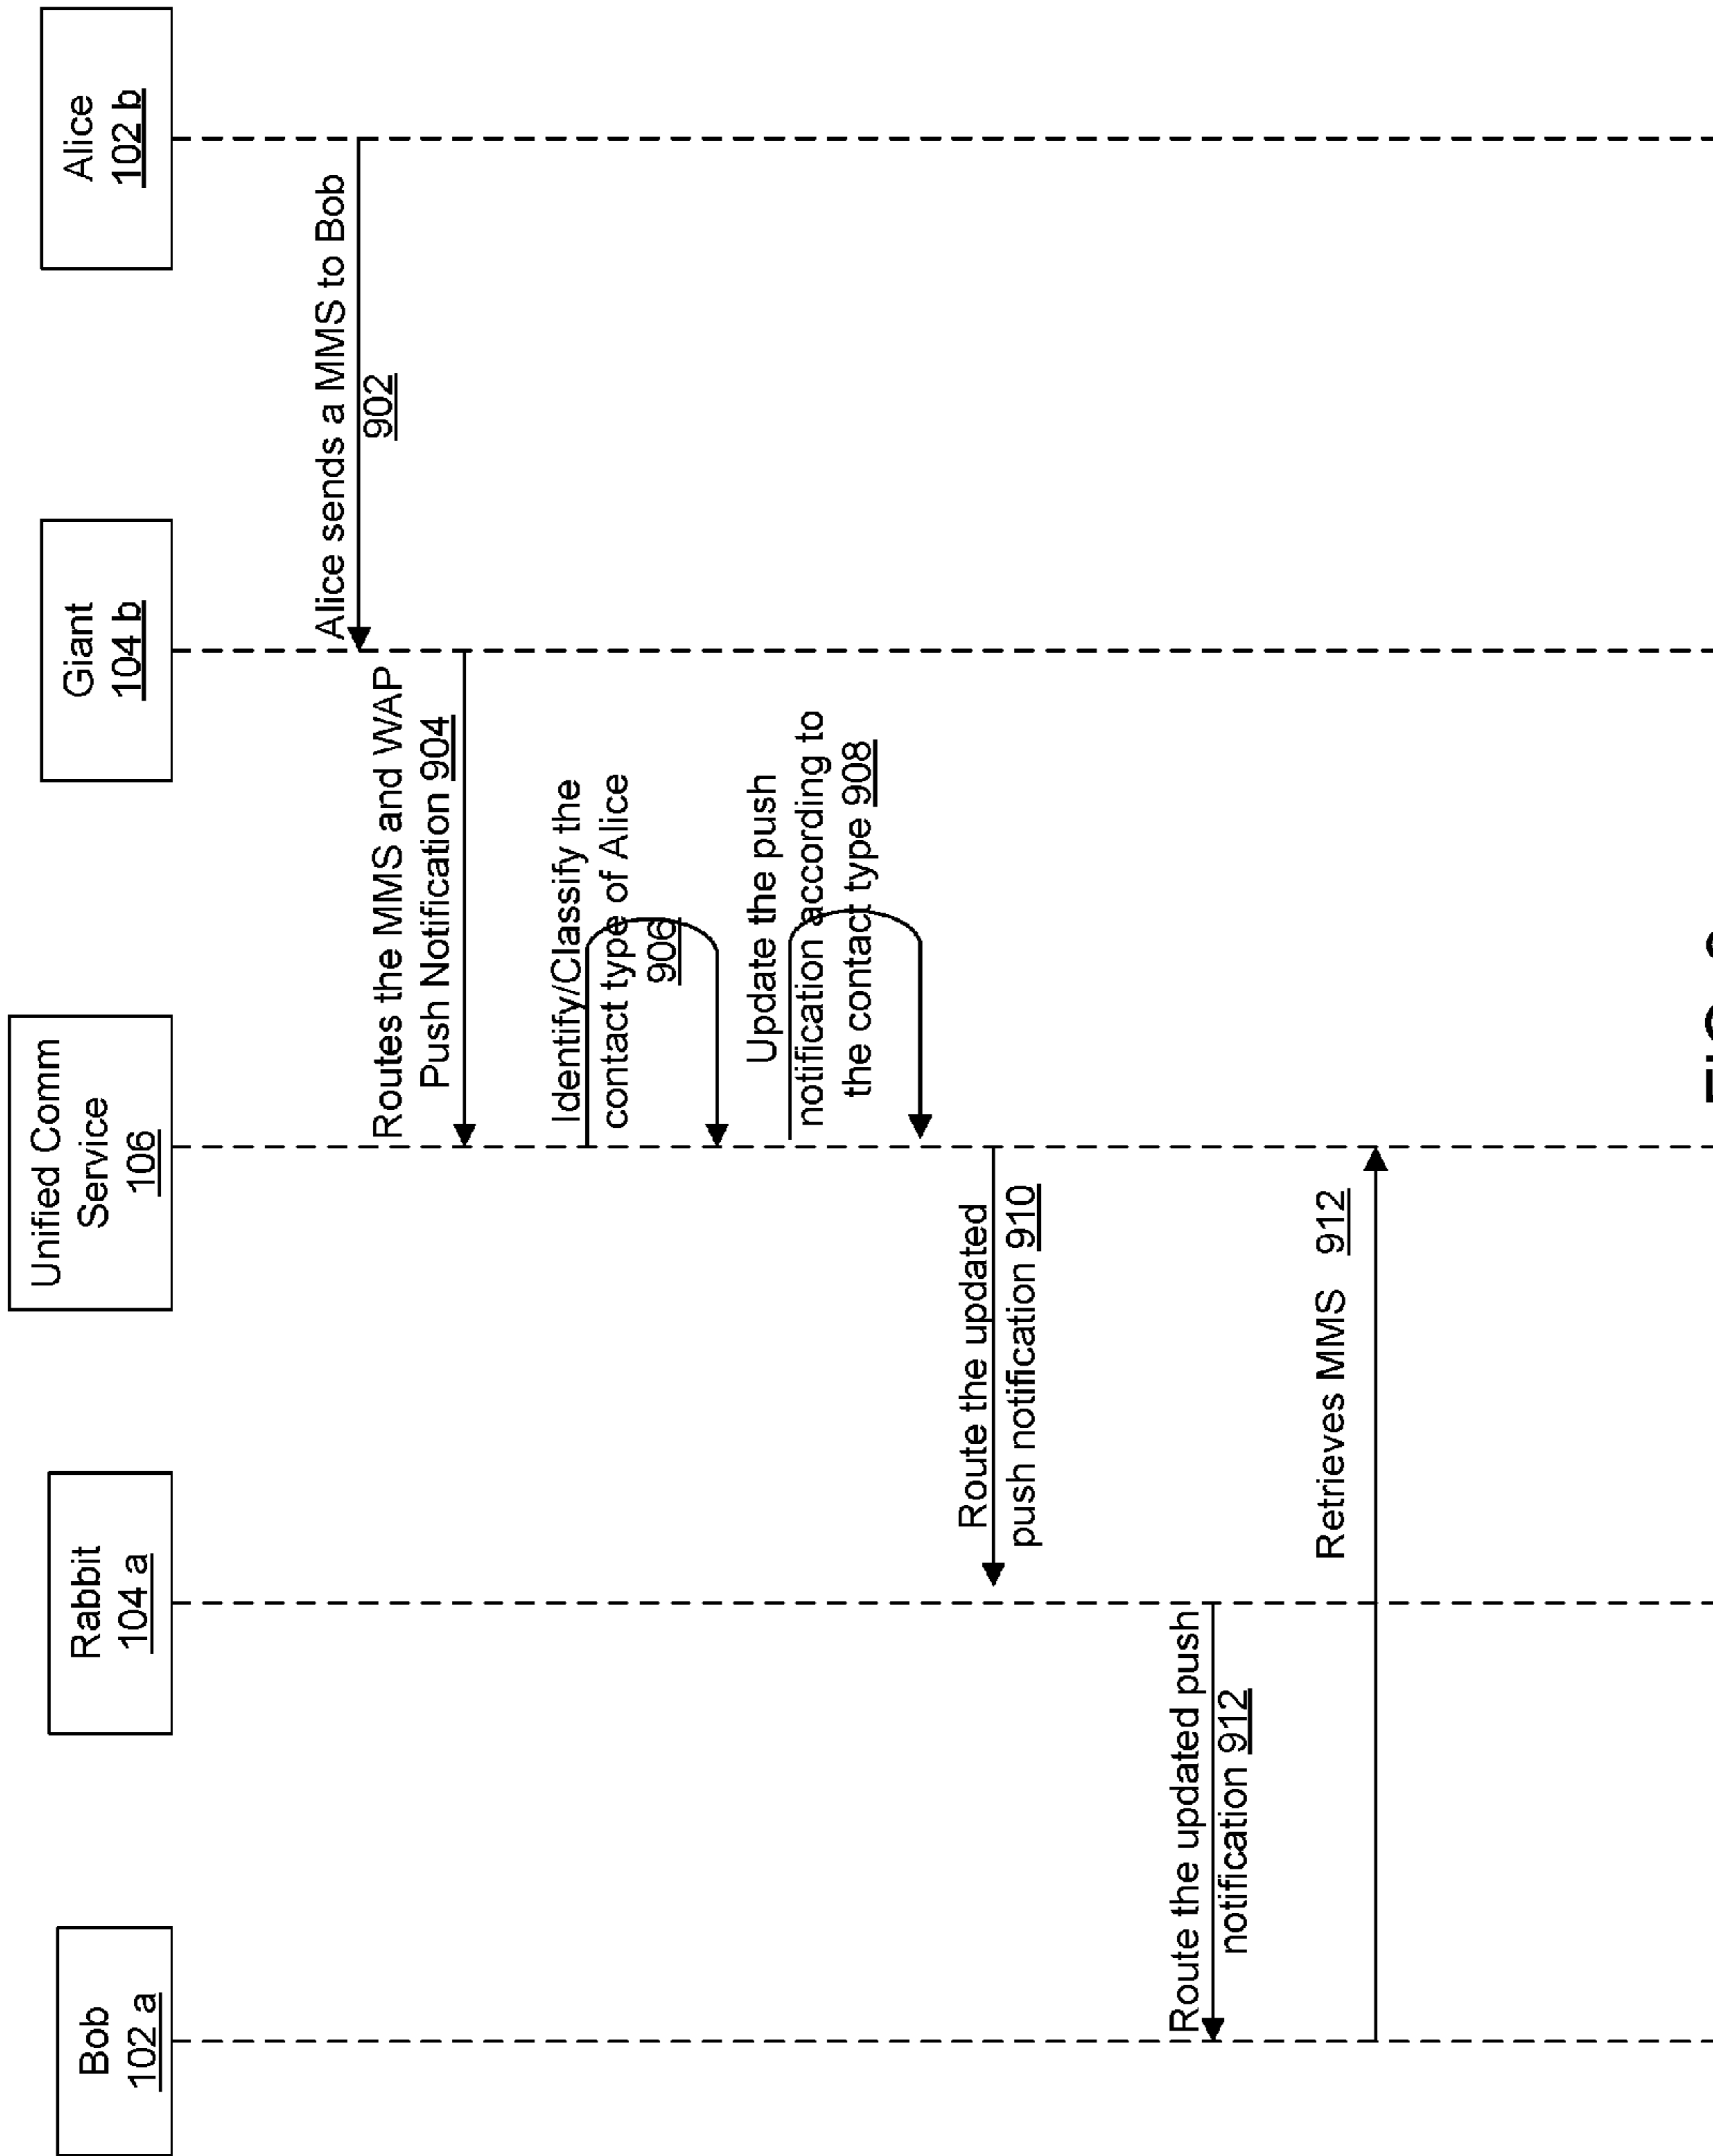 Bob
102 a
Rabbit
104 a
Unified Comm
Service
106
Giant
104 b
Alice
102 b
Alice sends a MMS to Bob
902
Routes the MMS and WAP
Push Notification 904
Identify/Classify the
contact type of Alice
906
Update the push
notification according to
the contact type 908
Route the updated
push notification 910
Route the updated push
notification 912
Retrieves MMS 912